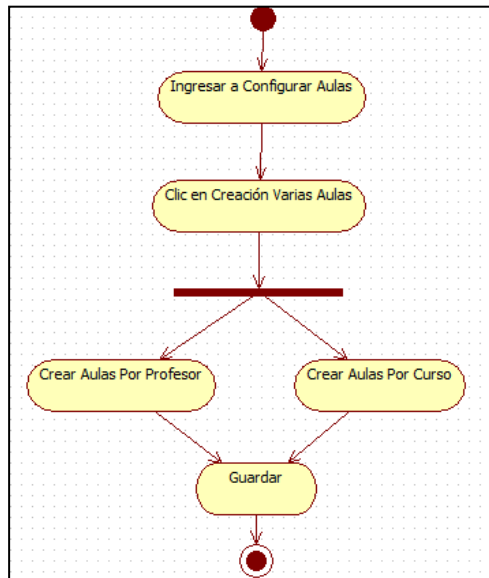 Ingresar a Configurar Aulas
Clic en Creación Varias Aulas
Crear Aulas Por Profesor
Crear Aulas Por Curso
Guardar